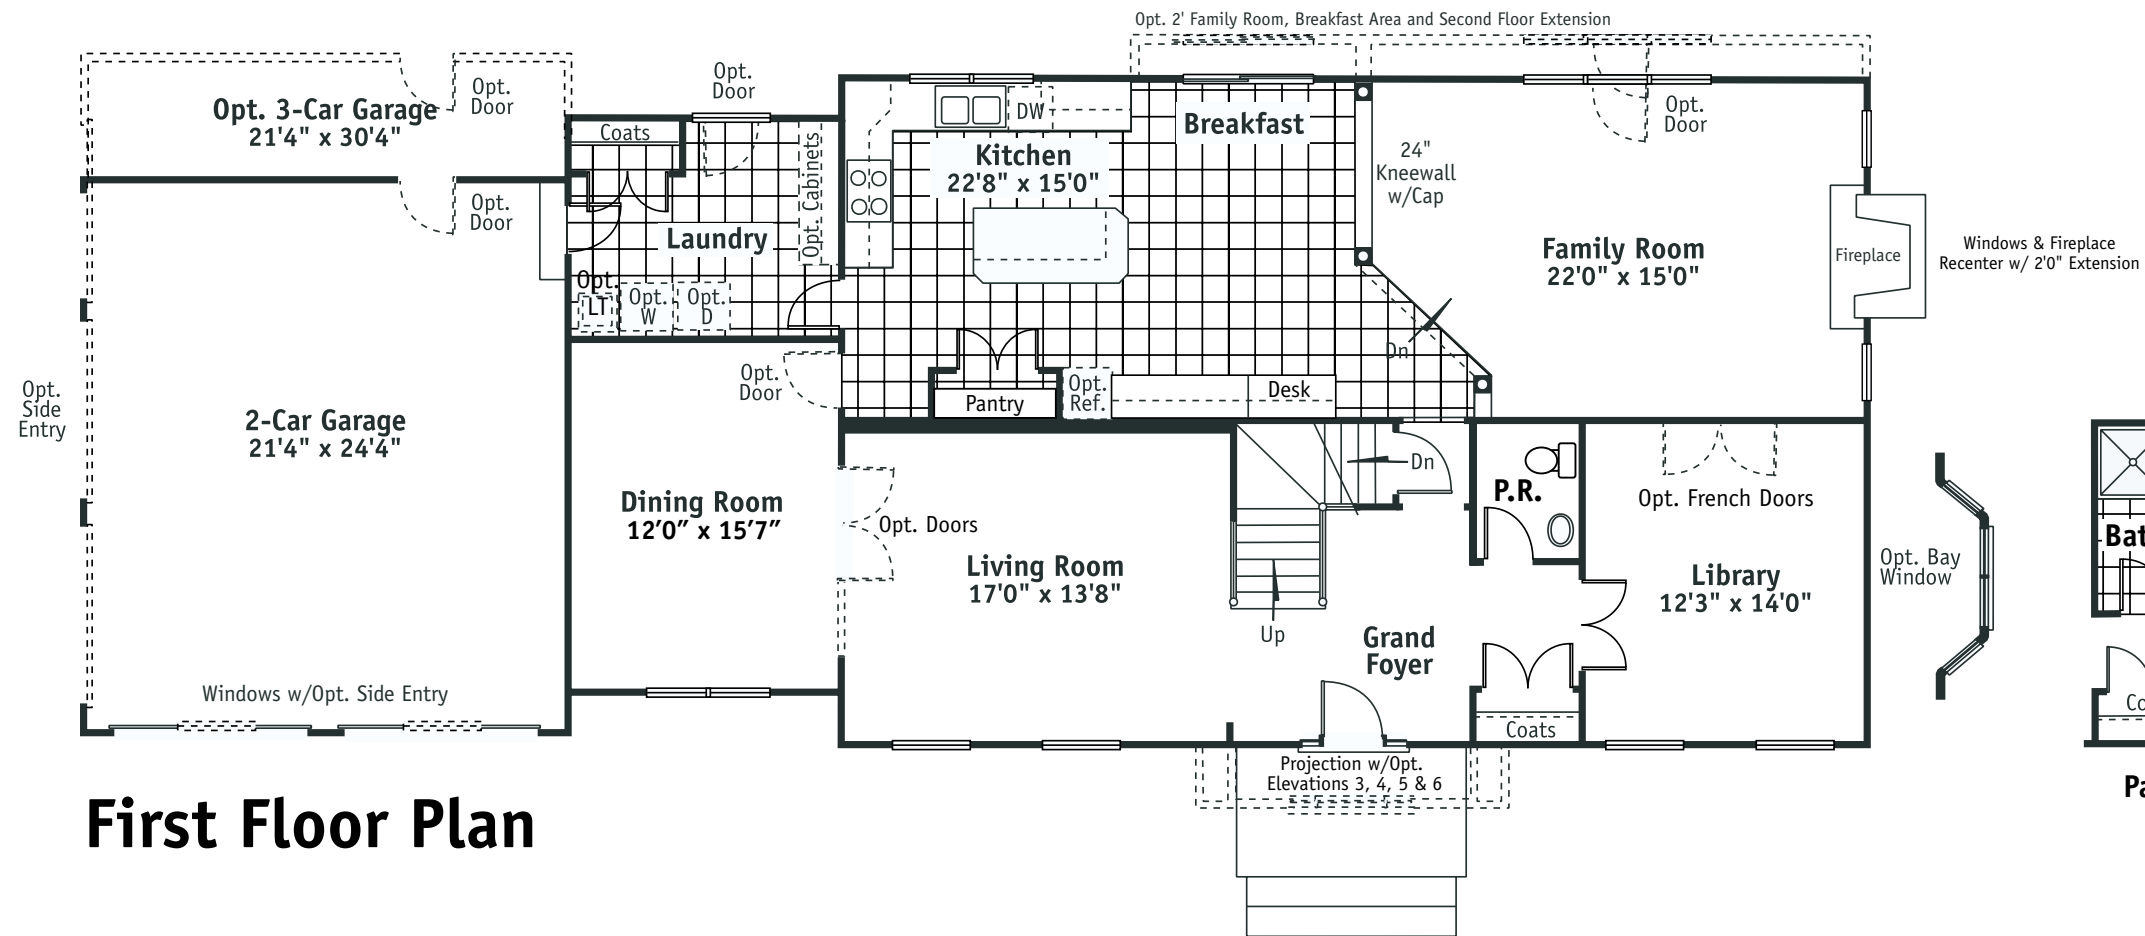 Opt. 2' Family Room, Breakfast Area and Second Floor Extension
Opt.
Door
Opt. 3-Car Garage
21'4" x 30'4"
Opt.
Door
Coats
Opt. Cabinets
DW
Kitchen
22'8" x 15'0"
Breakfast
24"
Kneewall
w/Cap
Opt.
Door
Opt.
Door
Laundry
Opt.
LT
Opt.
W
Opt.
D
Family Room
22'0" x 15'0"
Fireplace
Windows & Fireplace
Recenter w/ 2'0" Extension
Dn
Opt.
Side
Entry
2-Car Garage
21'4" x 24'4"
Opt.
Door
Pantry
Opt.
Ref.
Desk
Dining Room
12’0” x 15’7”
Opt. Doors
Living Room
17'0" x 13'8"
Dn
Up
P.R.
Opt. French Doors
Library
12'3" x 14'0"
Opt. Bay
Window
Grand
Foyer
Windows w/Opt. Side Entry
Coats
Projection w/Opt.
Elevations 3, 4, 5 & 6
First Floor Plan